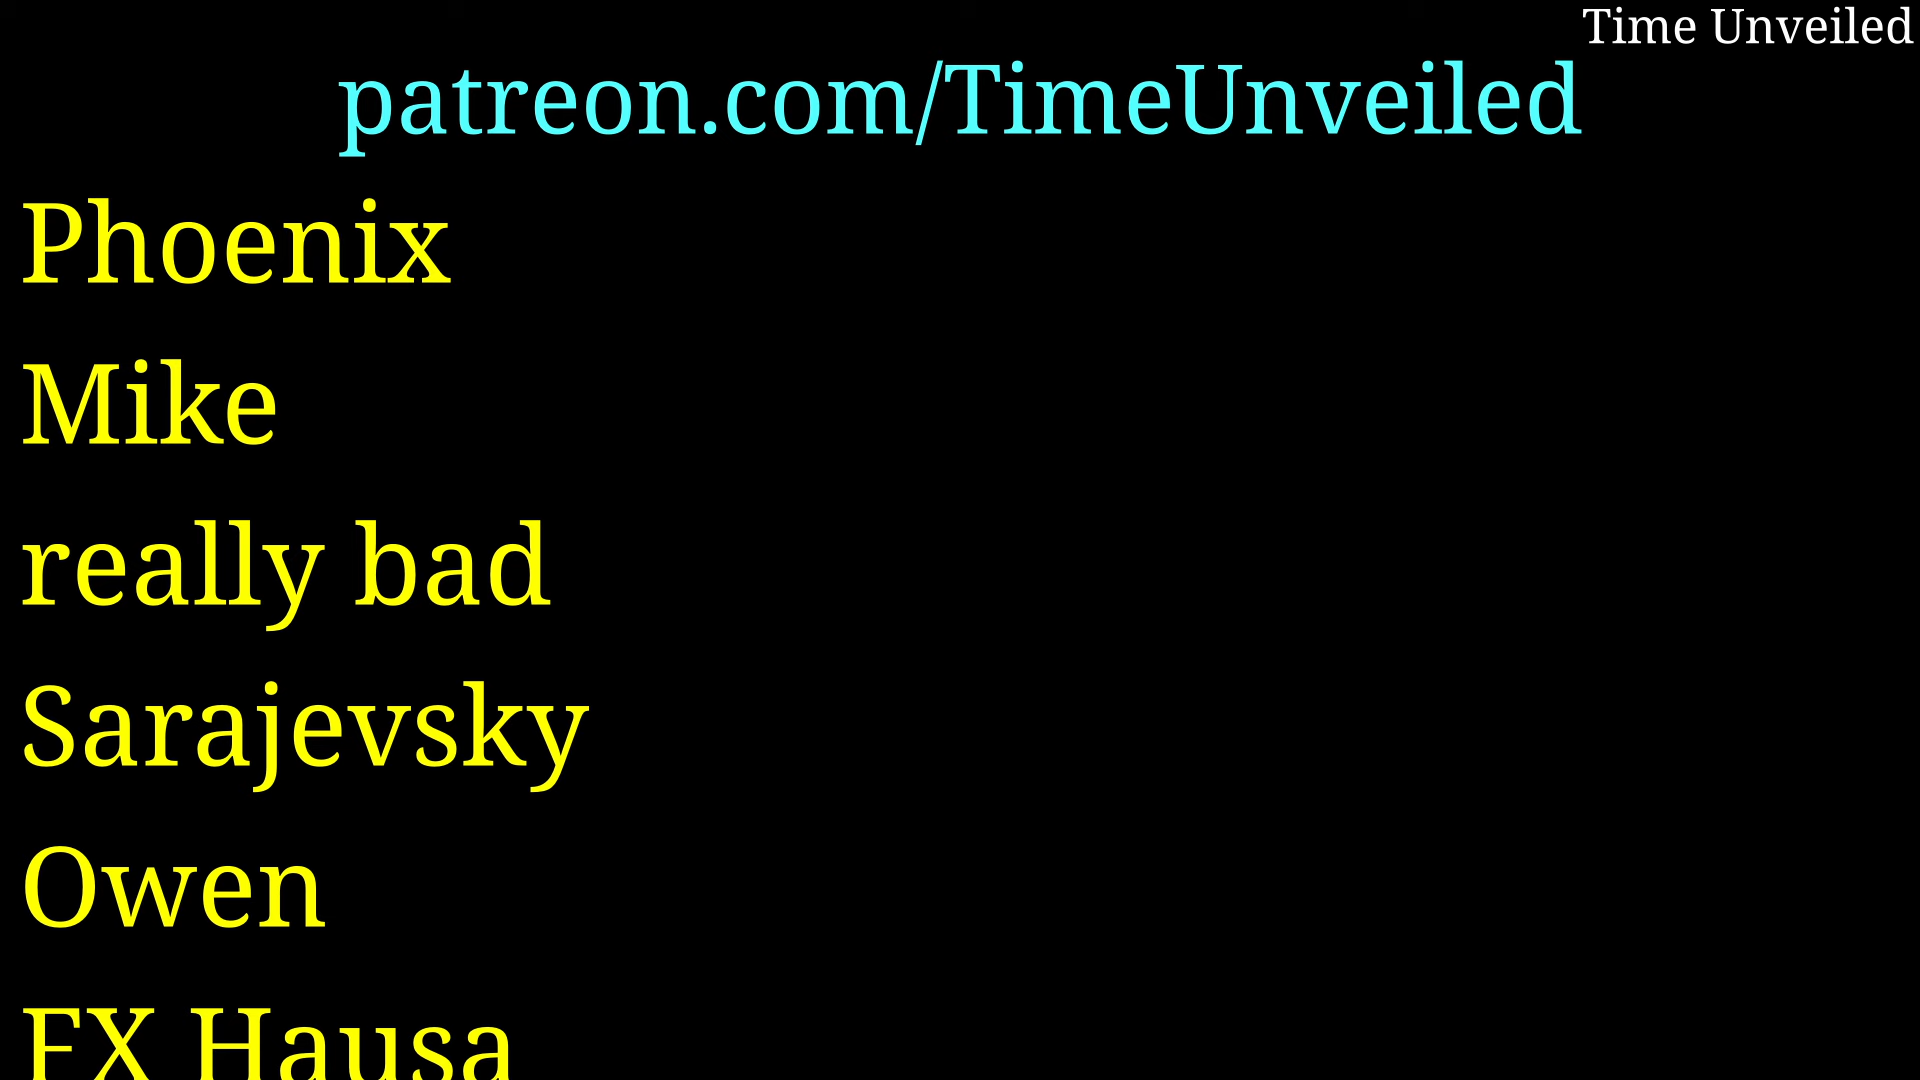 Time Unveiled
patreon.com/TimeUnveiled
Phoenix
Mike
really bad
Sarajevsky
Owen
FX Hausa